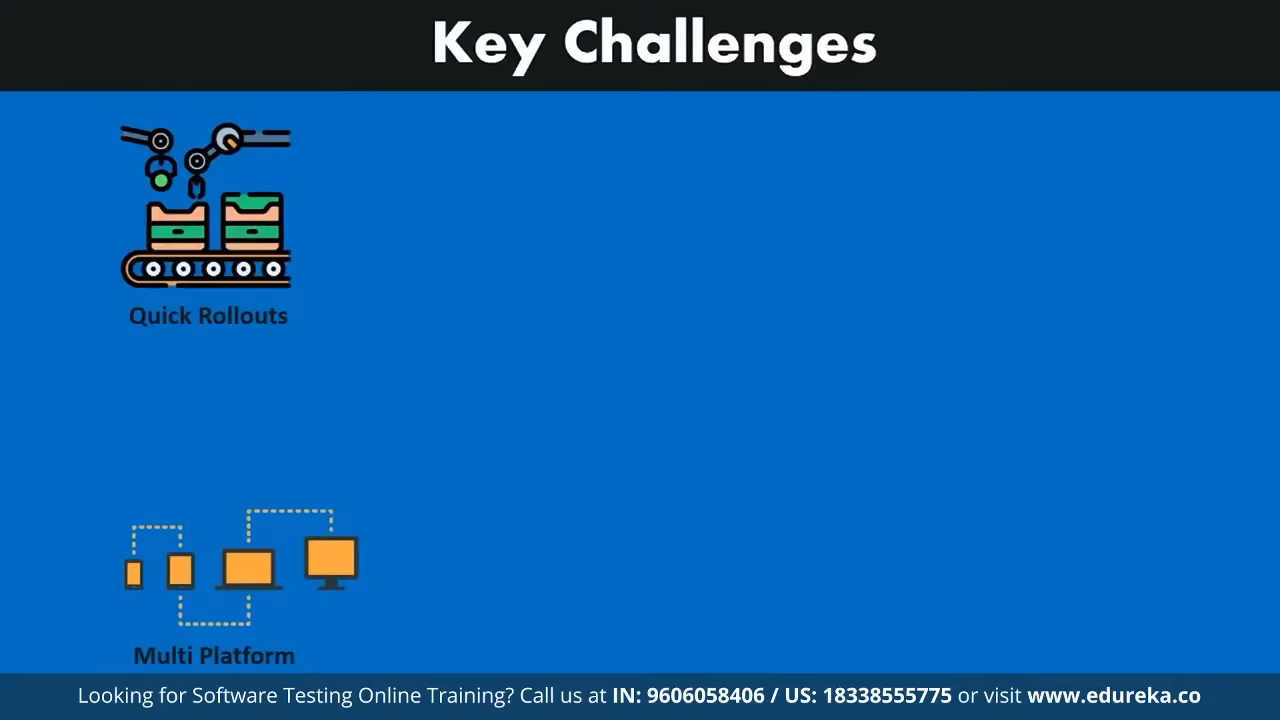 Key Challenges
Quick Rollouts
Multi Platform
Looking for Software Testing Online Training? Call us at IN: 9606058406 / US: 18338555775 or visit www.edureka.co